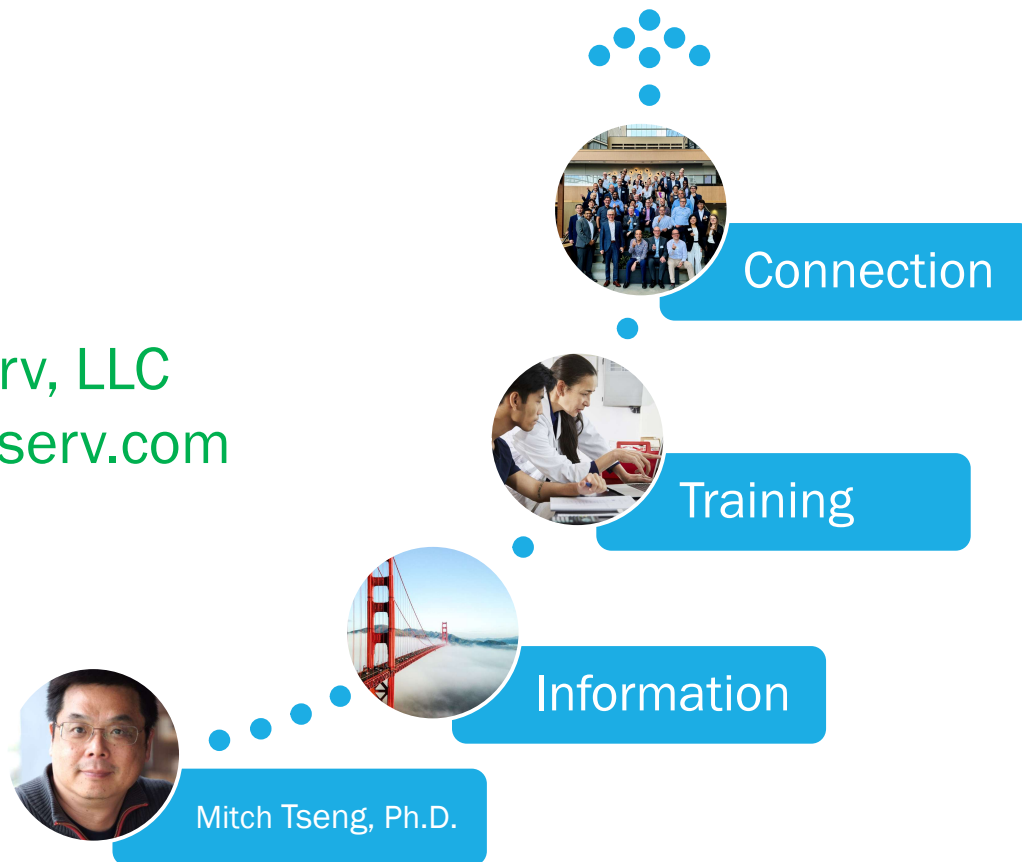 Connection
rv, LLC
serv.com
Training
Information
Mitch Tseng, Ph.D.